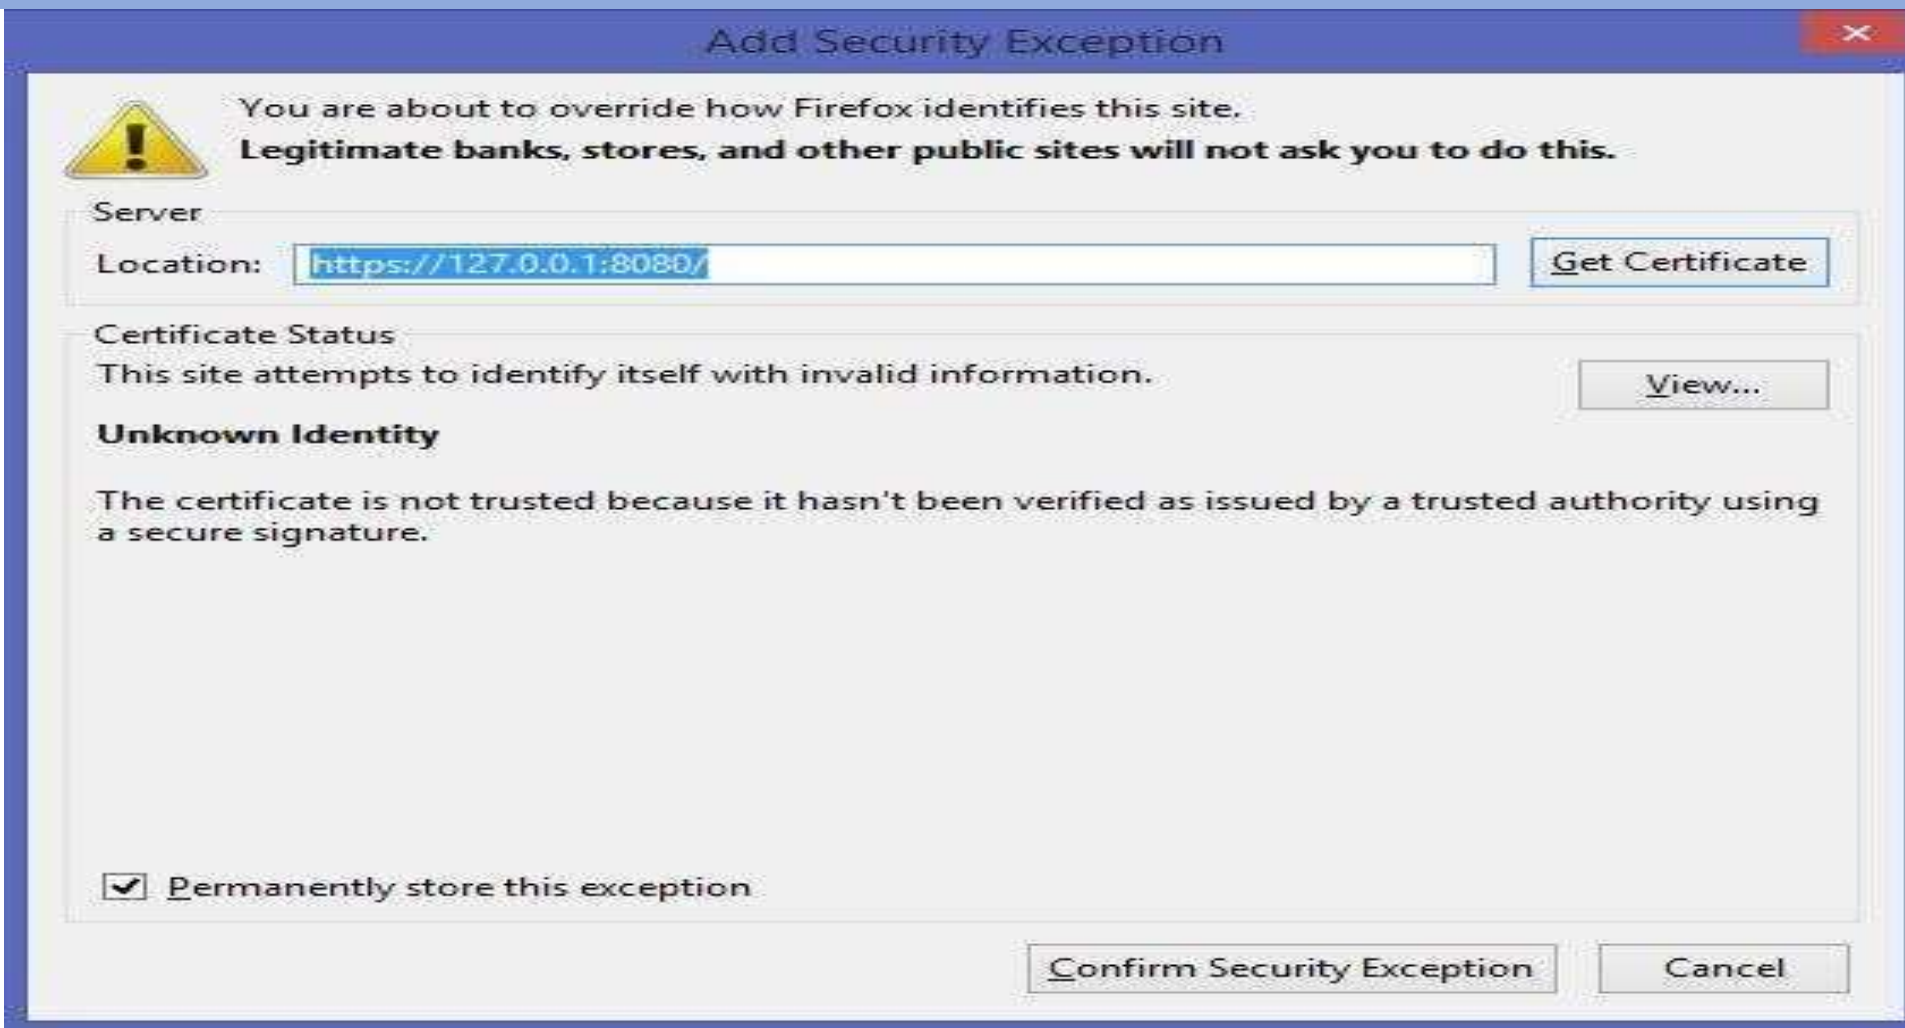 Add Security Exception
You are about to override how Firefox identifies this site.
Legitimate banks, stores, and other public sites will not ask you to do this.
Server
Location: https://127.0.0.1:8080/ Get Certificate
Certificate Status
This site attempts to identify itself with invalid information.
View...
Unknown Identity
The certificate is not trusted because it hasn't been verified as issued by a trusted authority using
a secure signature.
Permanently store this exception
Confirm Security Exception Cancel